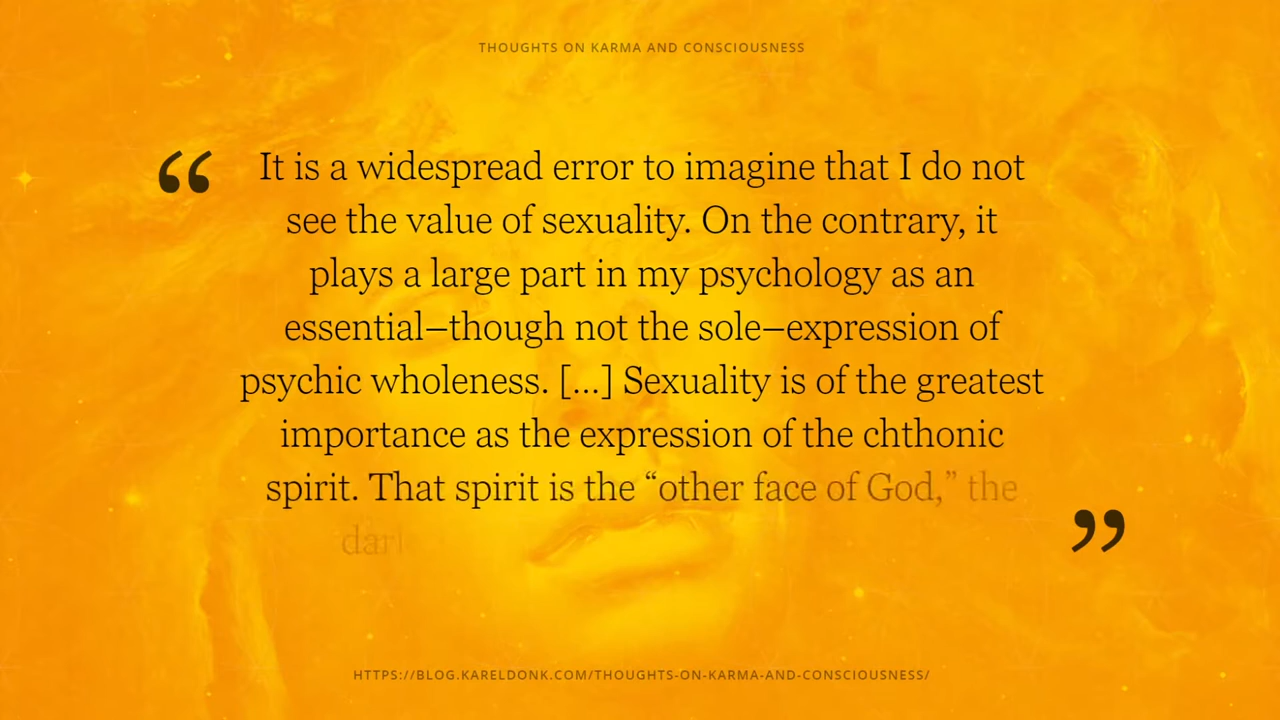 THOUGHTS ON KARMA AND CONSCIOUSNESS
“ It is a widespread error to imagine that I do not
see the value of sexuality. On the contrary, it
plays a large part in my psychology as an
essential–though not the sole–expression of
psychic wholeness. [...] Sexuality is of the greatest
importance as the expression of the chthonic
spirit. That spirit is the “other face of God,” the
”
HTTPS://BLOG.KARELDONK.COM/THOUGHTS-ON-KARMA-AND-CONSCIOUSNESS/